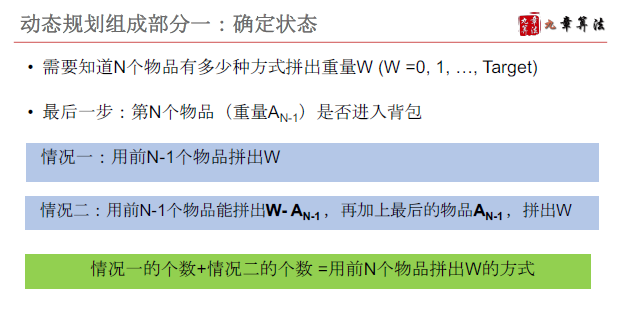 动态规划组成部分一：确定状态
九章算法
• 需要知道N个物品有多少种方式拼出重量W (W =0, 1, …, Target)
• 最后一步：第N个物品（重量AN-1）是否进入背包
情况一：用前N-1个物品拼出W
情况二：用前N-1个物品能拼出W- AN-1 ，再加上最后的物品AN-1，拼出W
情况一的个数+情况二的个数 =用前N个物品拼出W的方式